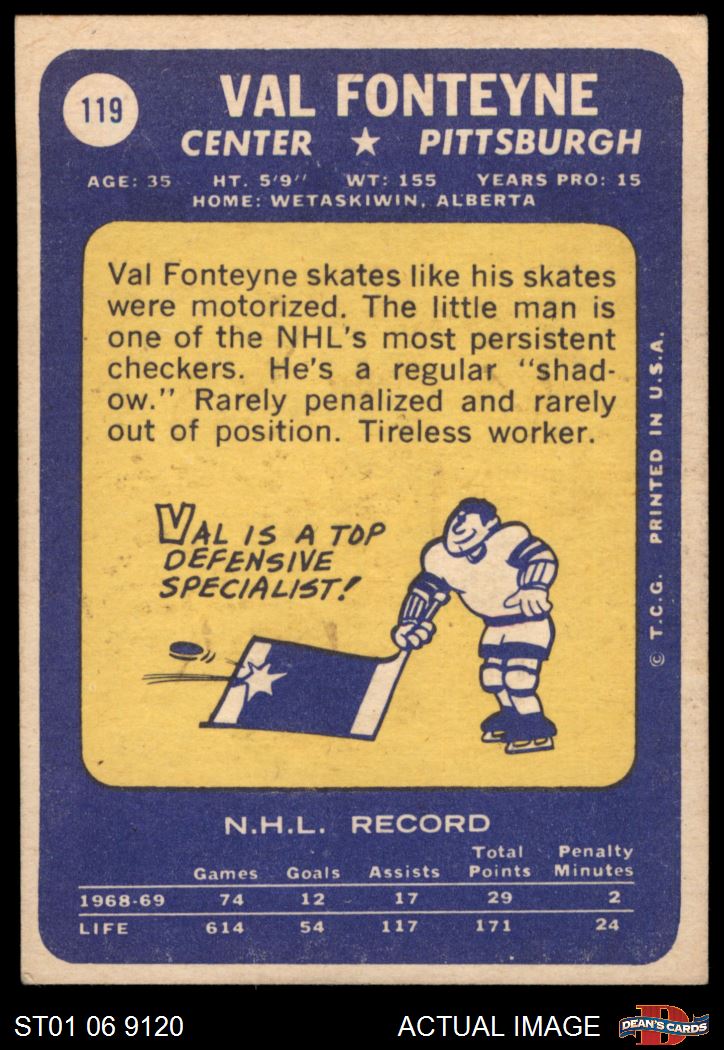 119
VAL FONTEYNE
CENTER ★ PITTSBURGH
AGE: 35 HT. 5'9" WT: 155 YEARS PRO: 15
HOME: WETASKIWIN, ALBERTA
Val Fonteyne skates like his skates
were motorized. The little man is
one of the NHL's most persistent
checkers. He's a regular "shad-
ow." Rarely penalized and rarely
out of position. Tireless worker.
VAL IS A TOP
DEFENSIVE
SPECIALIST!
© T.C.G. PRINTED IN U.S.A.
N.H.L. RECORD
Games Goals Assists Total Points Penalty Minutes
1968-69 74 12 17 29 2
LIFE 614 54 117 171 24
ST01 06 9120
ACTUAL IMAGE
D
DEAN'S CARDS